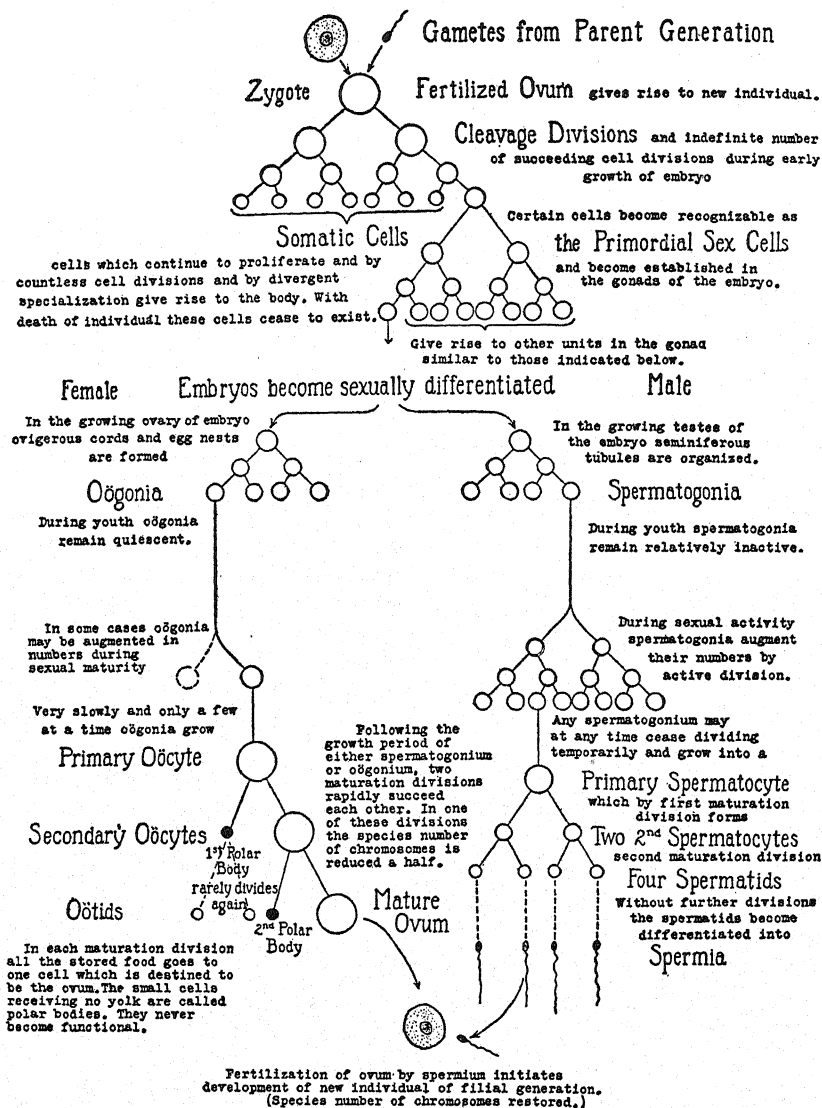 Gametes from Parent Generation
Zygote
Fertilized Ovum gives rise to new individual.
Cleavage Divisions and indefinite number
of succeeding cell divisions during early
growth of embryo
Somatic Cells
cells which continue to proliferate and by
countless cell divisions and by divergent
specialization give rise to the body. With
death of individual these cells cease to exist.
Certain cells become recognizable as
the Primordial Sex Cells
and become established in
the gonads of the embryo.
Give rise to other units in the gonad
similar to those indicated below.
Female
Embryos become sexually differentiated
Male
In the growing ovary of embryo
ovigerous cords and egg nests
are formed
In the growing testes of
the embryo seminiferous
tubules are organized.
Oögonia
Spermatogonia
During youth oögonia
remain quiescent.
During youth spermatogonia
remain relatively inactive.
In some cases oögonia
may be augmented in
numbers during
sexual maturity
During sexual activity
spermatogonia augment
their numbers by
active division.
Very slowly and only a few
at a time oögonia grow
Any spermatogonium may
at any time cease dividing
temporarily and grow into a
Primary Oöcyte
Following the
growth period of
either spermatogonium
or oögonium, two
maturation divisions
rapidly succeed
each other. In one
of these divisions
the species number
of chromosomes is
reduced a half.
Primary Spermatocyte
which by first maturation
division forms
Secondary Oöcytes
1st Polar
Body
rarely divides
again
Two 2nd Spermatocytes
second maturation division
Four Spermatids
Without further divisions
the spermatids become
differentiated into
Spermia
Oötids
2nd Polar
Body
Mature
Ovum
In each maturation division
all the stored food goes to
one cell which is destined to
be the ovum. The small cells
receiving no yolk are called
polar bodies. They never
become functional.
Fertilization of ovum by spermium initiates
development of new individual of filial generation.
(Species number of chromosomes restored.)